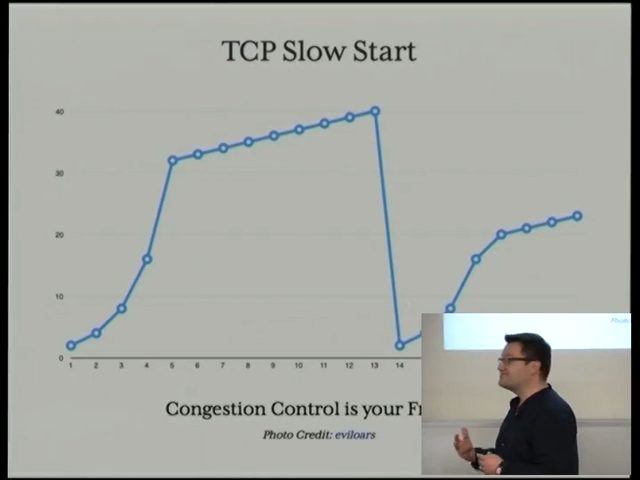 TCP Slow Start
40
30
20
10
0
1 2 3 4 5 6 7 8 9 10 11 12 13 14
Congestion Control is your
Photo Credit: eviloars